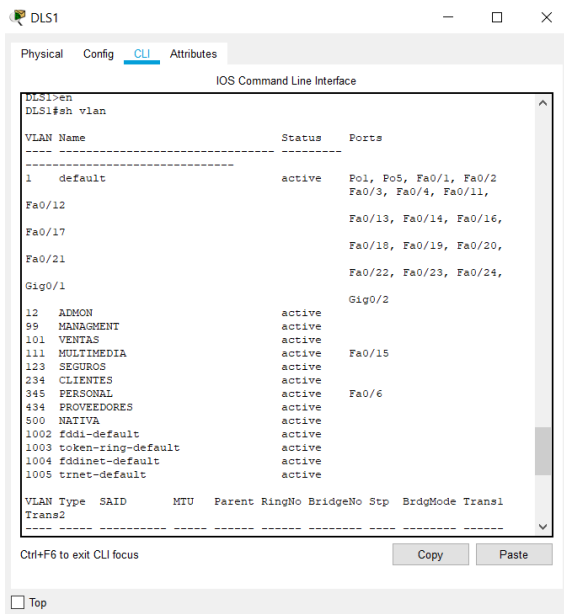 DLS1
Physical Config CLI Attributes
IOS Command Line Interface
DLS1>en
DLS1#sh vlan
VLAN Name Status Ports
---- -------------------------------- ---------
-------------------------------
1 default active Po1, Po5, Fa0/1, Fa0/2
Fa0/3, Fa0/4, Fa0/11,
Fa0/12
Fa0/13, Fa0/14, Fa0/16,
Fa0/17
Fa0/18, Fa0/19, Fa0/20,
Fa0/21
Fa0/22, Fa0/23, Fa0/24,
Gig0/1
Gig0/2
12 ADMON active
99 MANAGMENT active
101 VENTAS active
111 MULTIMEDIA active Fa0/15
123 SEGUROS active
234 CLIENTES active
345 PERSONAL active Fa0/6
434 PROVEEDORES active
500 NATIVA active
1002 fddi-default active
1003 token-ring-default active
1004 fddinet-default active
1005 trnet-default active
VLAN Type SAID MTU Parent RingNo BridgeNo Stp BrdgMode Trans1
Trans2
---- ----- ---------- ----- ------ ------ -------- ---- -------- ------
Ctrl+F6 to exit CLI focus
Copy Paste
Top